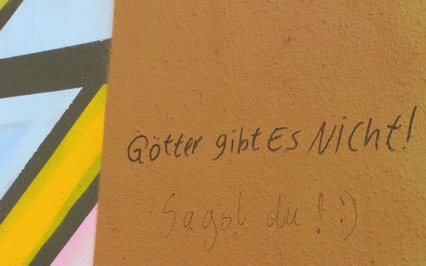 Götter gibt Es Nicht!
Sagst du! :)